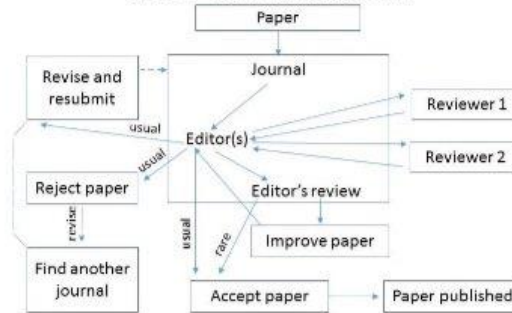 Paper
Journal
Revise and
resubmit
Reviewer 1
usual
Editor(s)
usual
Reviewer 2
Reject paper
Editor's review
revise
usual
rare
Improve paper
Find another
journal
Accept paper
Paper published